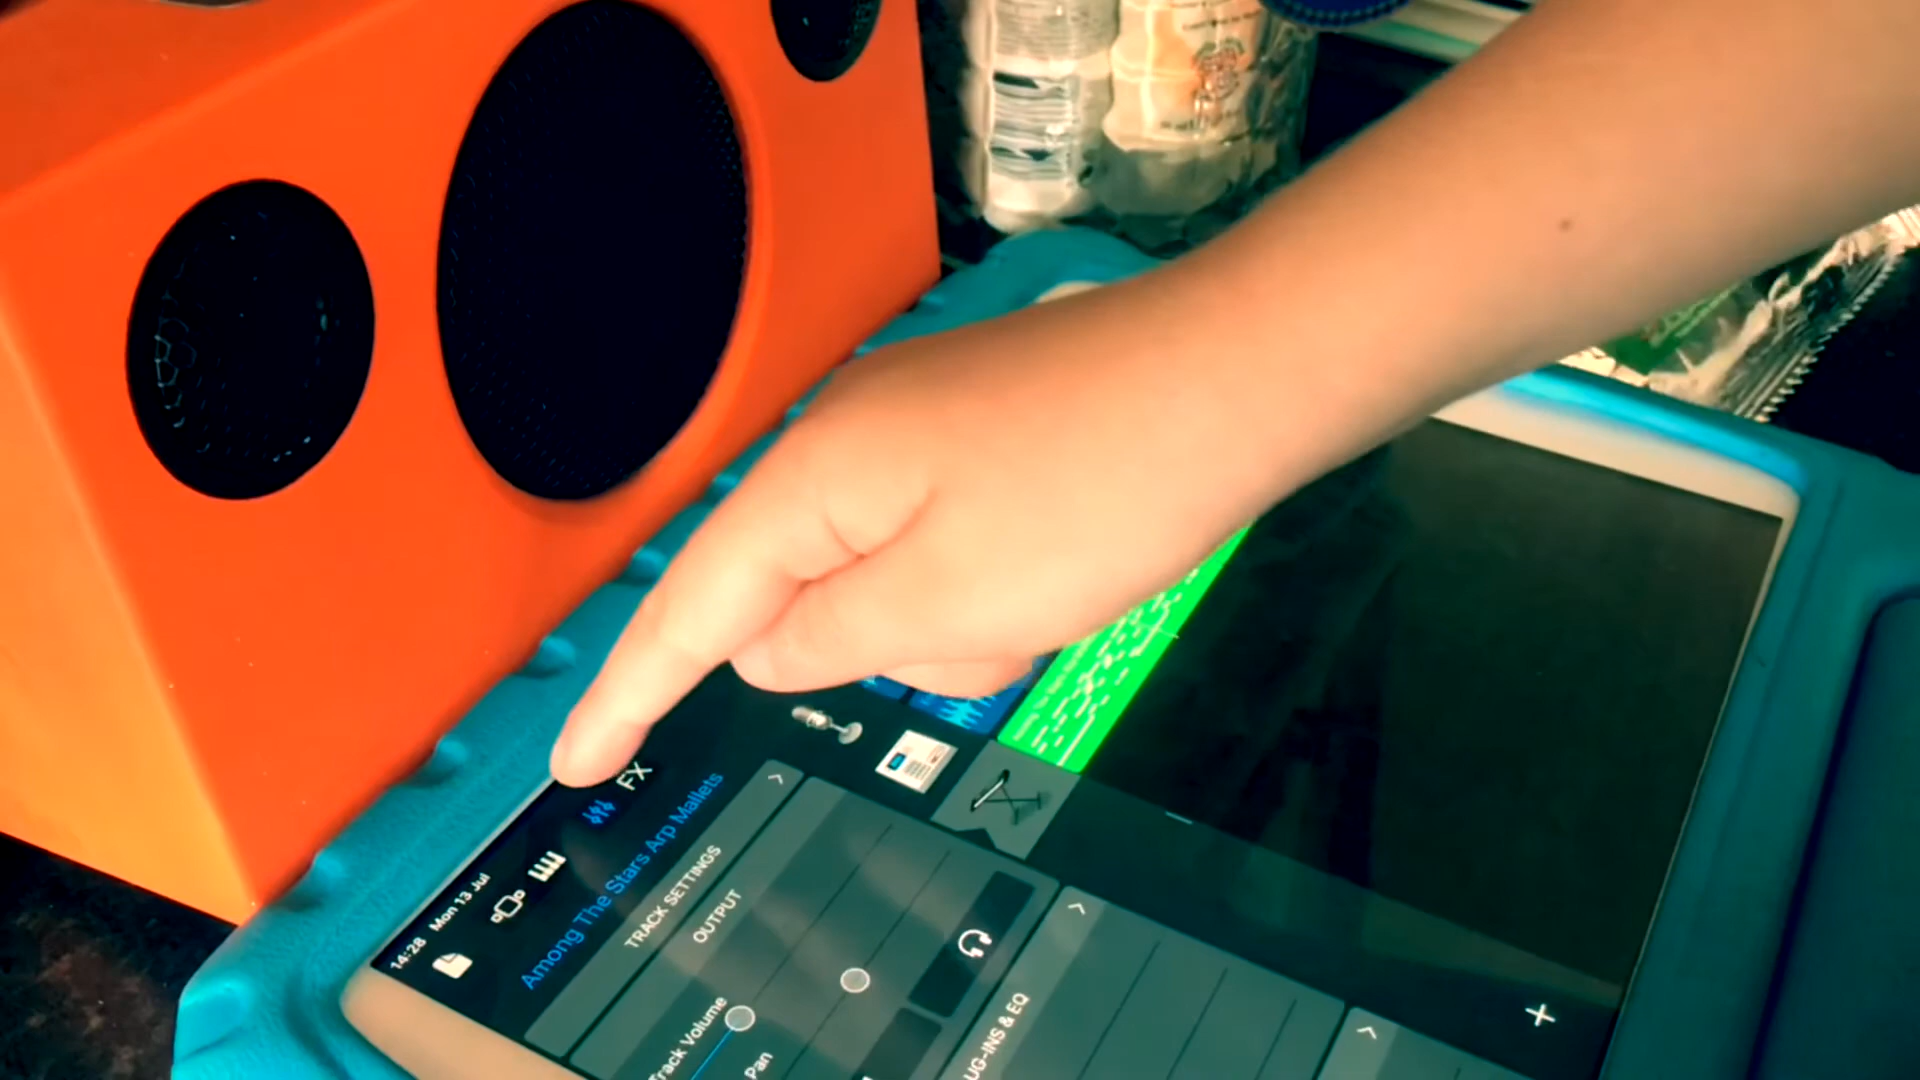 14:28 Mon 13 Jul
FX
Among The Stars Arp Mallets
TRACK SETTINGS
OUTPUT
Track Volume
Pan
UG-INS & EQ